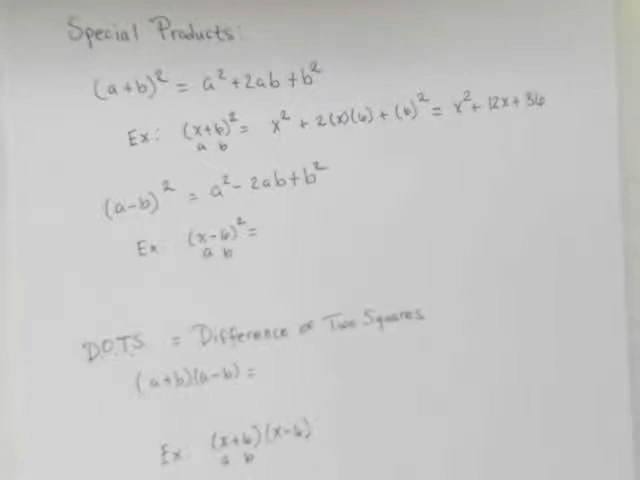 Special Products:
(a+b)² = a² + 2ab + b²
Ex: (x+6)² = x² + 2(x)(6) + (6)² = x² + 12x + 36
a b
(a-b)² = a² - 2ab + b²
Ex (x-6)² =
a b
D.O.T.S = Difference of Two Squares
(a+b)(a-b) =
Ex (x+6)(x-6)
a b